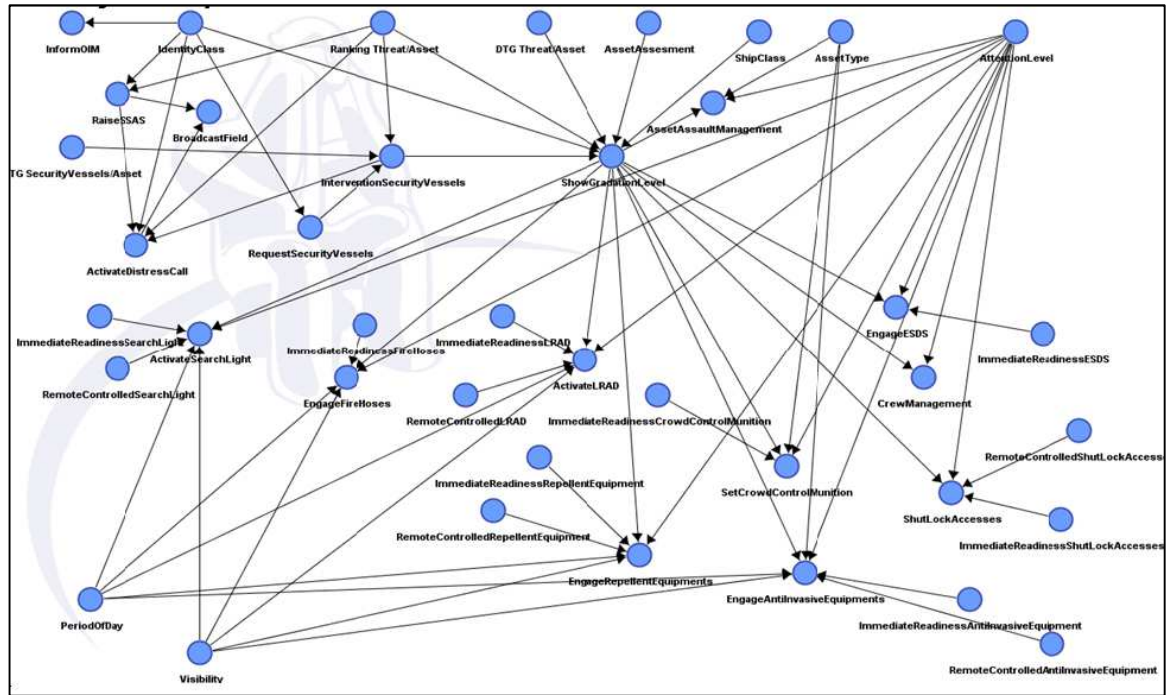 InformOIM
IdentityClass
Ranking Threat/Asset
DTG Threat/Asset
AssetAssesment
ShipClass
AssetType
AttentionLevel
RaiseSSAS
BroadcastField
AssetAssaultManagement
TG SecurityVessels/Asset
InterventionSecurityVessels
ShowGradationLevel
RequestSecurityVessels
ActivateDistressCall
ImmediateReadinessSearchLight
ActivateSearchLight
ImmediateReadinessFireHoses
ImmediateReadinessLRAD
EngageESDS
ImmediateReadinessESDS
RemoteControlledSearchLight
EngageFireHoses
ActivateLRAD
CrewManagement
RemoteControlledLRAD
ImmediateReadinessCrowdControlMunition
RemoteControlledShutLockAccesses
ImmediateReadinessRepellentEquipment
SetCrowdControlMunition
ShutLockAccesses
RemoteControlledRepellentEquipment
ImmediateReadinessShutLockAccesses
EngageRepellentEquipments
EngageAntiInvasiveEquipments
PeriodOfDay
ImmediateReadinessAntiInvasiveEquipment
Visibility
RemoteControlledAntiInvasiveEquipment